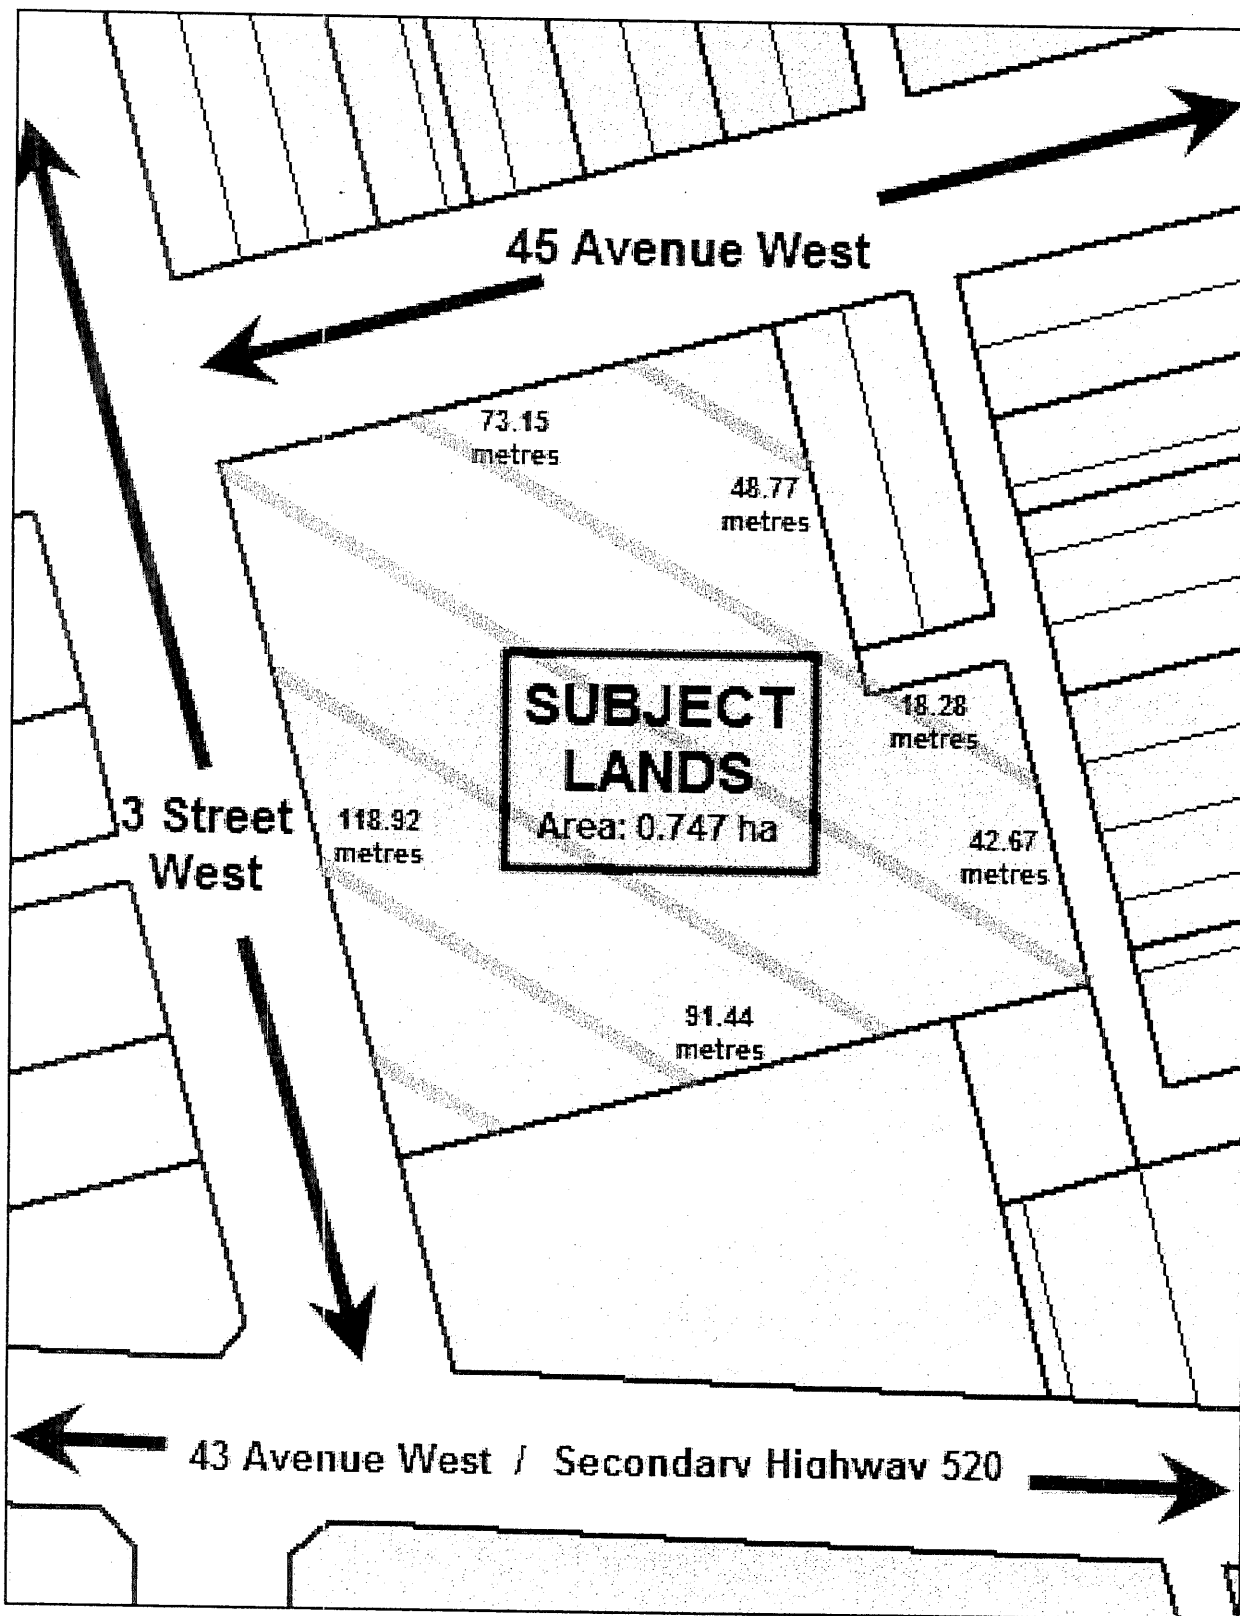 45 Avenue West
73.15
metres
48.77
metres
SUBJECT
LANDS
Area: 0.747 ha
18.28
metres
3 Street
West
118.92
metres
42.67
metres
91.44
metres
43 Avenue West / Secondary Highway 520